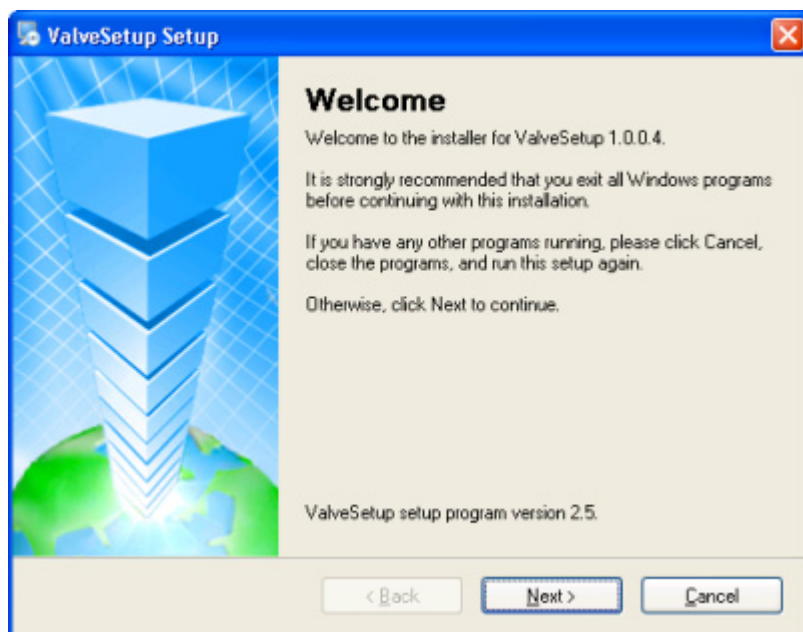 ValveSetup Setup
Welcome
Welcome to the installer for ValveSetup 1.0.0.4.
It is strongly recommended that you exit all Windows programs
before continuing with this installation.
If you have any other programs running, please click Cancel,
close the programs, and run this setup again.
Otherwise, click Next to continue.
ValveSetup setup program version 2.5.
< Back
Next >
Cancel